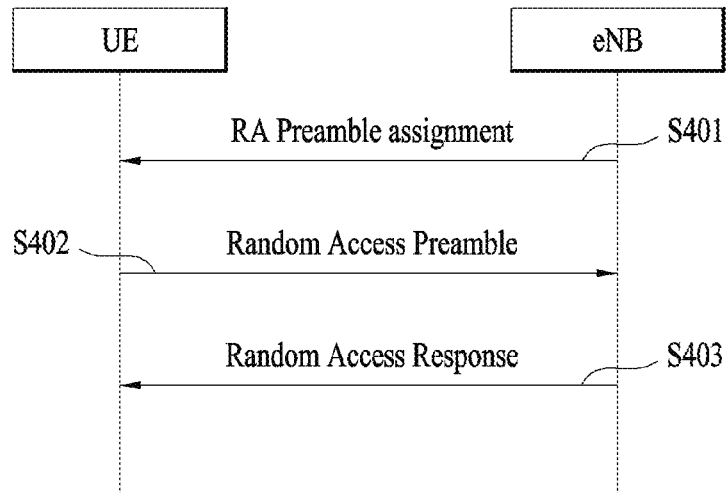 UE
eNB
RA Preamble assignment
S401
S402
Random Access Preamble
Random Access Response
S403